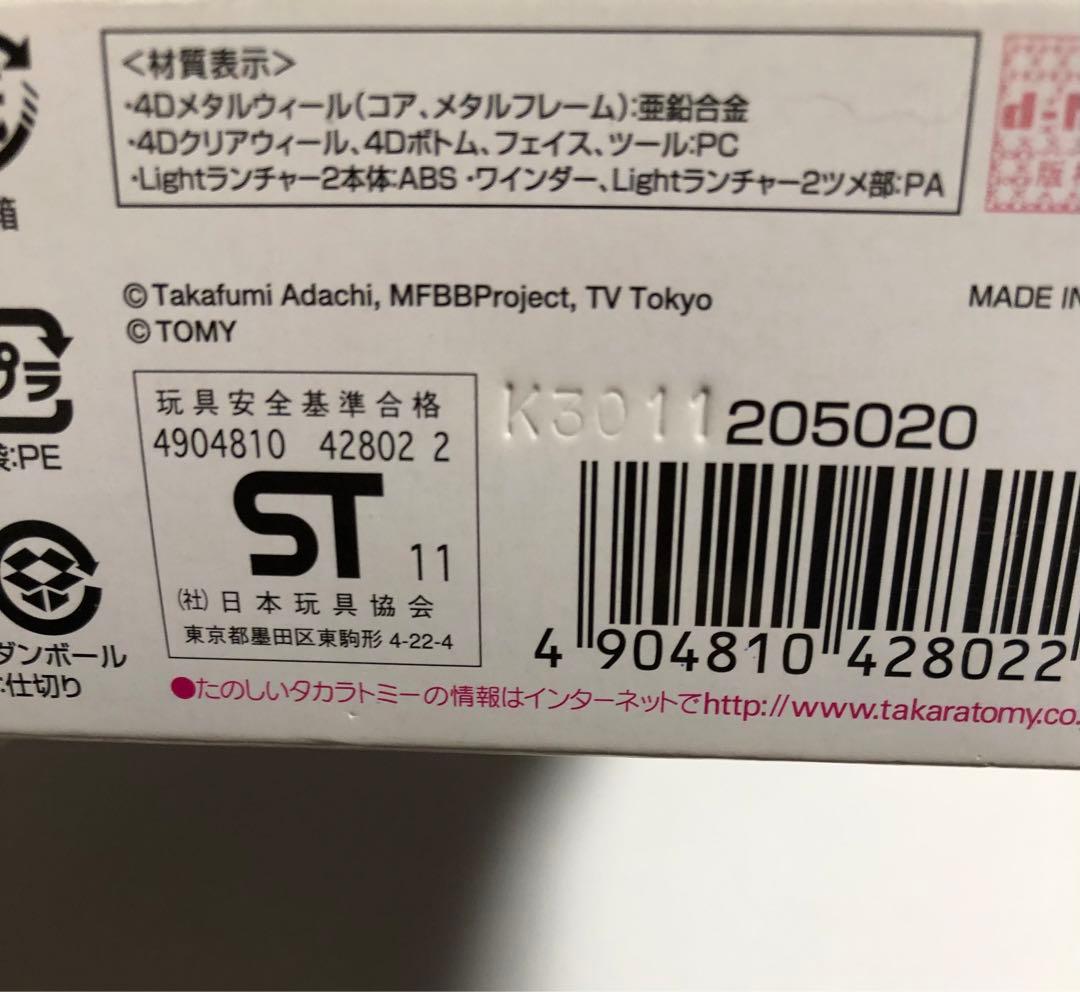 <材質表示>
・4Dメタルウィール(コア、メタルフレーム):亜鉛合金
・4Dクリアウィール、4Dボトム、フェイス、ツール:PC
・Lightランチャー2本体:ABS ・ワインダー、Lightランチャー2ツメ部:PA
箱
©Takafumi Adachi, MFBBProject, TV Tokyo
MADE IN
©TOMY
プラ
:PE
玩具安全基準合格
4904810 42802 2
ST 11
(社)日本玩具協会
東京都墨田区東駒形 4-22-4
K3011
205020
4 904810 428022
ダンボール
:仕切り
●たのしいタカラトミーの情報はインターネットでhttp://www.takaratomy.co.